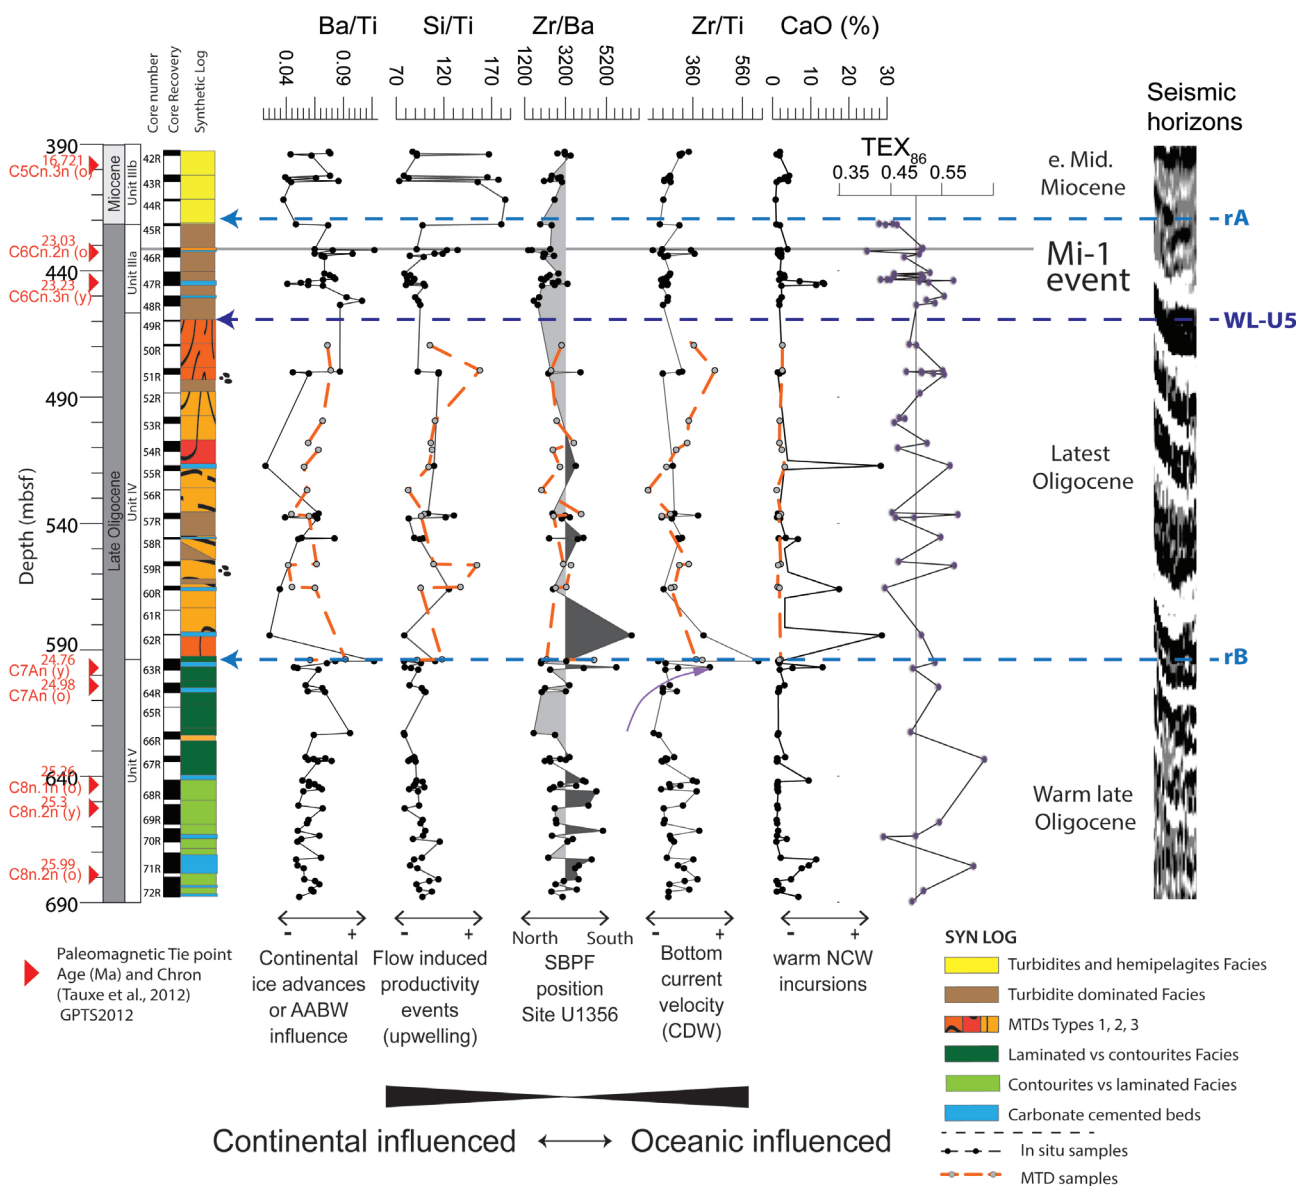 Ba/Ti
Si/Ti
Zr/Ba
Zr/Ti
CaO (%)
Core number
Core Recovery
Synthetic Log
0.04 0.09
70 120 170
1200 3200 5200
360 560
0 10 20 30
Seismic
horizons
TEX86
0.35 0.45 0.55
Depth (mbsf)
390
440
490
540
590
640
690
16,721
C5Cn.3n (o)
23,03
C6Cn.2n (o)
23,23
C6Cn.3n (y)
24.76
C7An (y)
24.98
C7An (o)
25.26
C8n.1n (o)
25.3
C8n.2n (y)
25.99
C8n.2n (o)
Miocene
Late Oligocene
Unit IIIb
Unit IIIa
Unit IV
Unit V
42R
43R
44R
45R
46R
47R
48R
49R
50R
51R
52R
53R
54R
55R
56R
57R
58R
59R
60R
61R
62R
63R
64R
65R
66R
67R
68R
69R
70R
71R
72R
e. Mid.
Miocene
rA
Mi-1
event
WL-U5
Latest
Oligocene
rB
Warm late
Oligocene
- +
Continental
ice advances
or AABW
influence
- +
Flow induced
productivity
events
(upwelling)
North South
SBPF
position
Site U1356
- +
Bottom
current
velocity
(CDW)
- +
warm NCW
incursions
Paleomagnetic Tie point
Age (Ma) and Chron
(Tauxe et al., 2012)
GPTS2012
SYN LOG
Turbidites and hemipelagites Facies
Turbidite dominated Facies
MTDs Types 1, 2, 3
Laminated vs contourites Facies
Contourites vs laminated Facies
Carbonate cemented beds
In situ samples
MTD samples
Continental influenced
Oceanic influenced